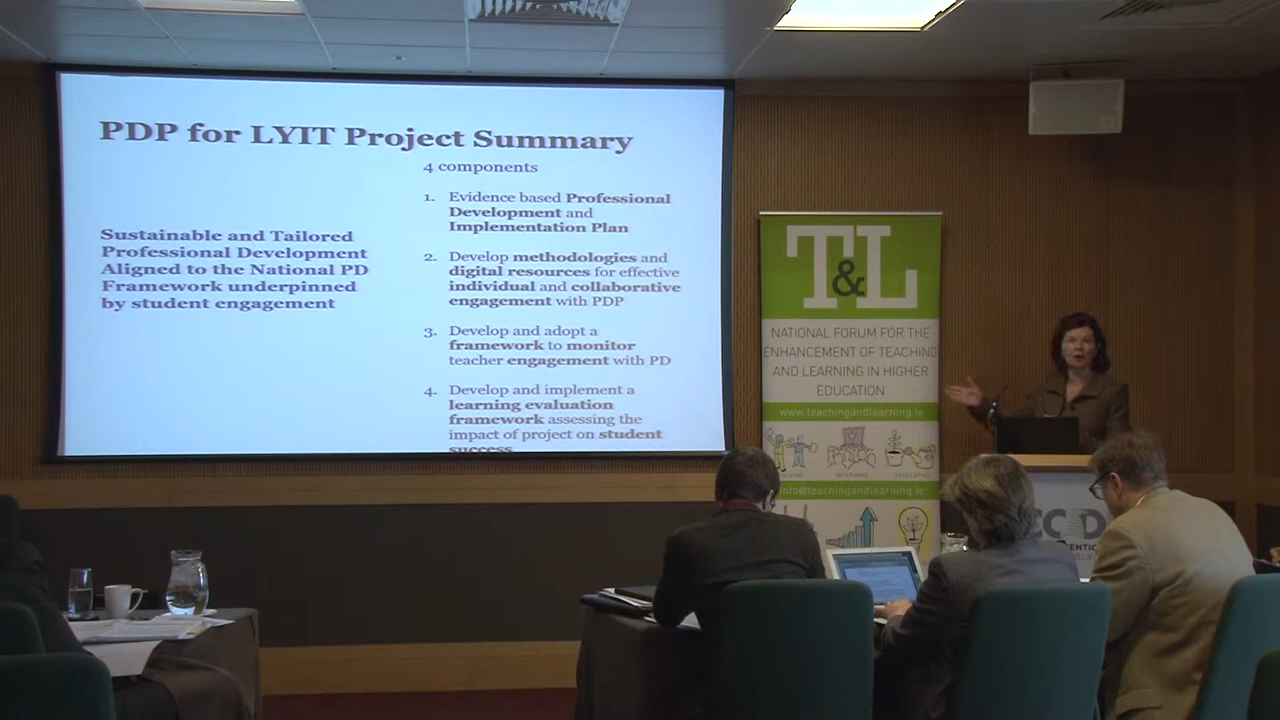 PDP for LYIT Project Summary
Sustainable and Tailored
Professional Development
Aligned to the National PD
Framework underpinned
by student engagement
4 components
1. Evidence based Professional
Development and
Implementation Plan
2. Develop methodologies and
digital resources for effective
individual and collaborative
engagement with PDP
3. Develop and adopt a
framework to monitor
teacher engagement with PD
4. Develop and implement a
learning evaluation
framework assessing the
impact of project on student
success
T&L
NATIONAL FORUM FOR THE
ENHANCEMENT OF TEACHING
AND LEARNING IN HIGHER
EDUCATION
www.teachingandlearning.ie
info@teachingandlearning.ie